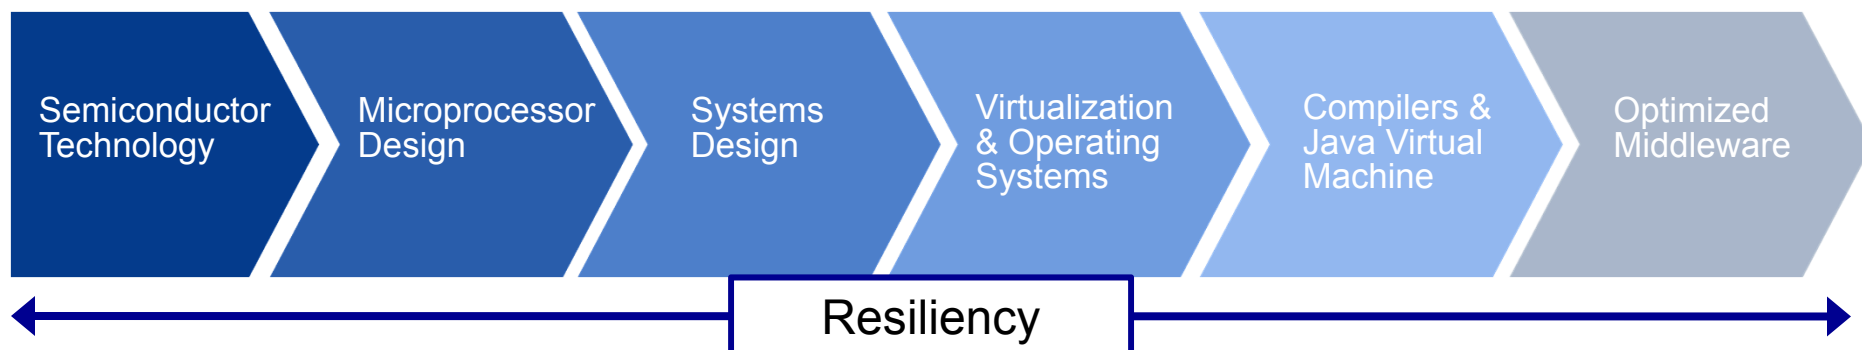 Semiconductor
Technology
Microprocessor
Design
Systems
Design
Virtualization
& Operating
Systems
Compilers &
Java Virtual
Machine
Optimized
Middleware
Resiliency